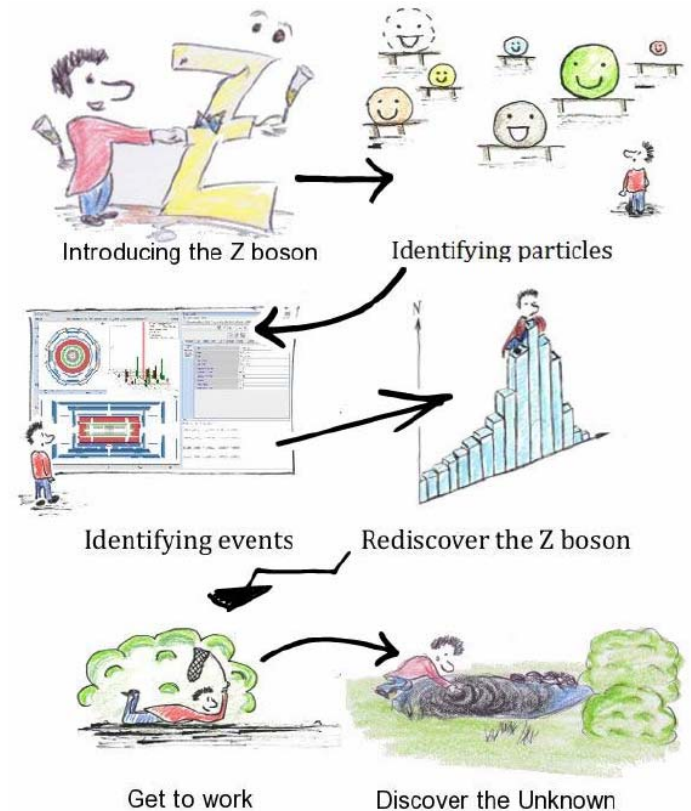 Introducing the Z boson
Identifying particles
N
Identifying events
Rediscover the Z boson
Get to work
Discover the Unknown